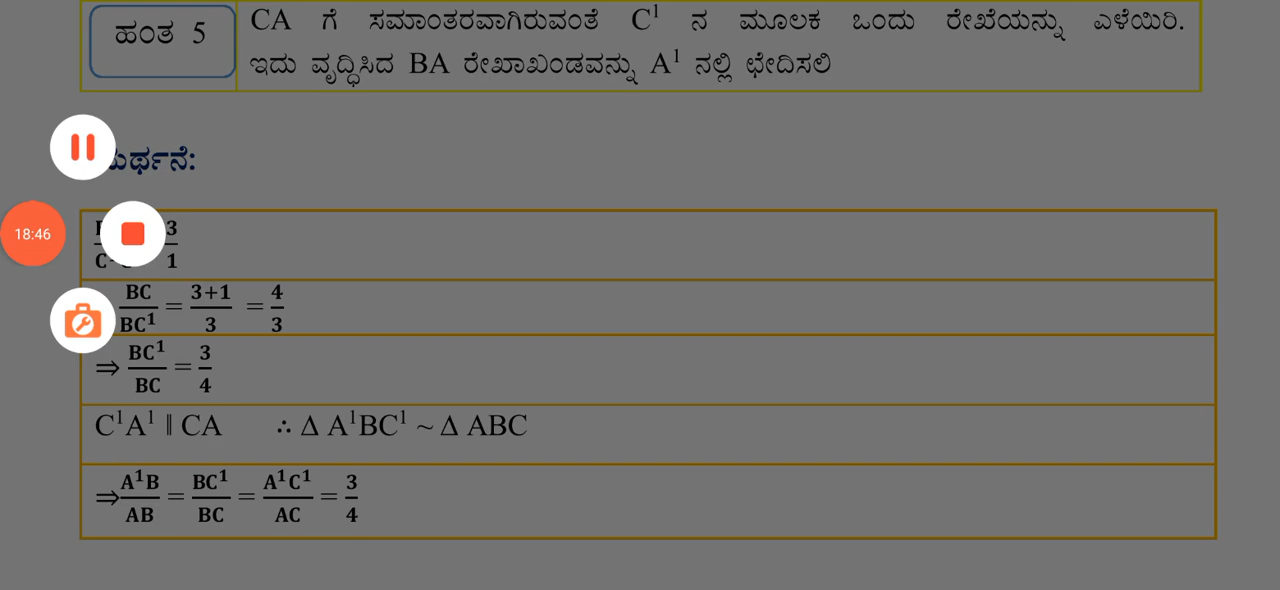 ಹಂತ 5
CA ಗೆ ಸಮಾಂತರವಾಗಿರುವಂತೆ C¹ ನ ಮೂಲಕ ಒಂದು ರೇಖೆಯನ್ನು ಎಳೆಯಿರಿ.
ಇದು ವೃದ್ಧಿಸಿದ BA ರೇಖಾಖಂಡವನ್ನು A¹ ನಲ್ಲಿ ಛೇದಿಸಲಿ
18:46
3/1
BC/BC¹ = 3+1/3 = 4/3
⇒ BC¹/BC = 3/4
C¹A¹ ∥ CA ∴ Δ A¹BC¹ ~ Δ ABC
⇒ A¹B/AB = BC¹/BC = A¹C¹/AC = 3/4